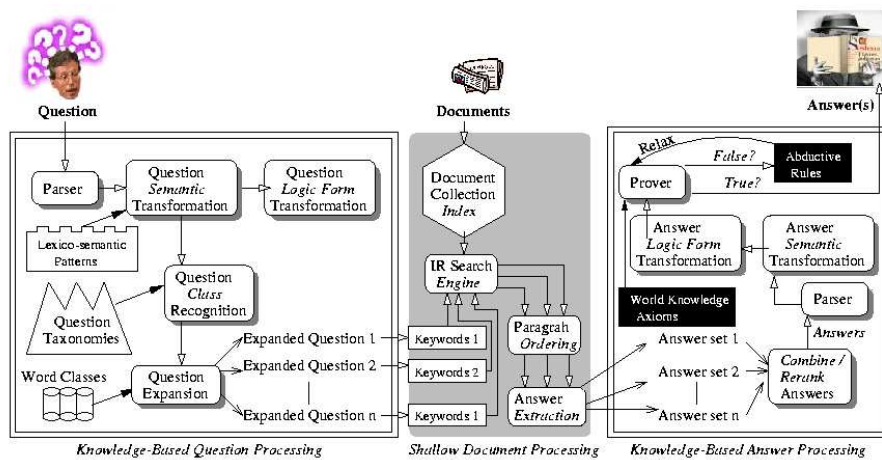 Question
Documents
Answer(s)
Parser
Question
Semantic
Transformation
Question
Logic Form
Transformation
Lexico-semantic
Patterns
Question
Class
Recognition
Question
Taxonomies
Word Classes
Question
Expansion
Expanded Question 1
Expanded Question 2
Expanded Question n
Knowledge-Based Question Processing
Document
Collection
Index
IR Search
Engine
Keywords 1
Keywords 2
Keywords 1
Paragrah
Ordering
Answer
Extraction
Shallow Document Processing
Relax
False?
True?
Abductive
Rules
Prover
Answer
Logic Form
Transformation
Answer
Semantic
Transformation
World Knowledge
Axioms
Parser
Answers
Answer set 1
Answer set 2
Answer set n
Combine /
Rerank
Answers
Knowledge-Based Answer Processing